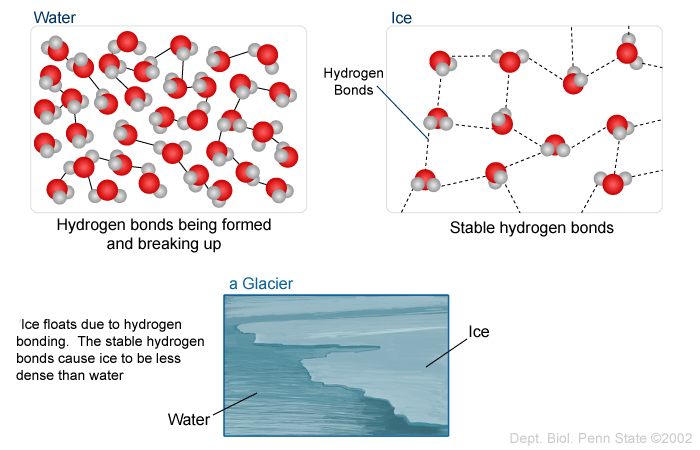 Water
Ice
Hydrogen
Bonds
Hydrogen bonds being formed
and breaking up
Stable hydrogen bonds
a Glacier
Ice floats due to hydrogen
bonding. The stable hydrogen
bonds cause ice to be less
dense than water
Ice
Water
Dept. Biol. Penn State ©2002